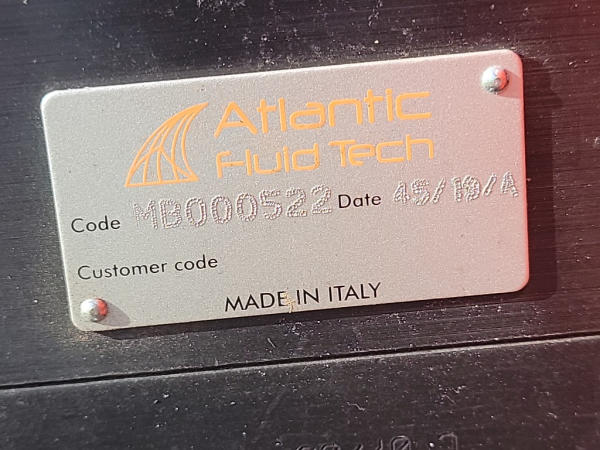 Atlantic
Fluid Tech
Code MB000522 Date 45/19/A
Customer code
MADE IN ITALY